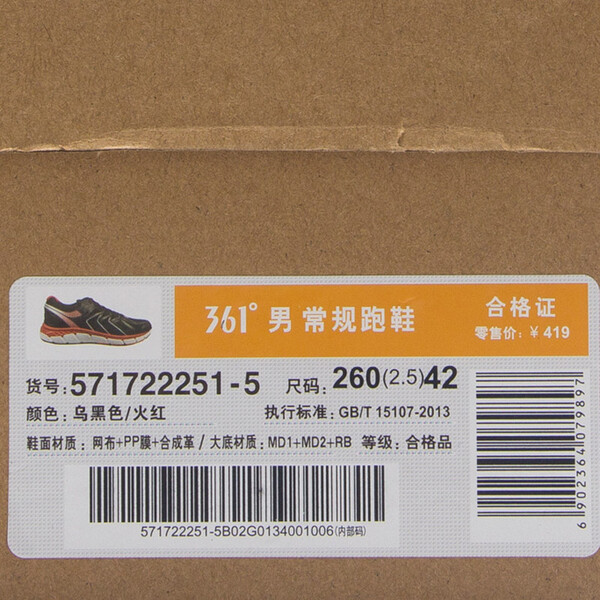 361° 男常规跑鞋
合格证
零售价: ¥ 419
货号: 571722251-5 尺码: 260(2.5)42
颜色: 乌黑色/火红 执行标准: GB/T 15107-2013
鞋面材质: 网布+PP膜+合成革 / 大底材质: MD1+MD2+RB 等级: 合格品
571722251-5B02G0134001006(内部码)
6902364079897